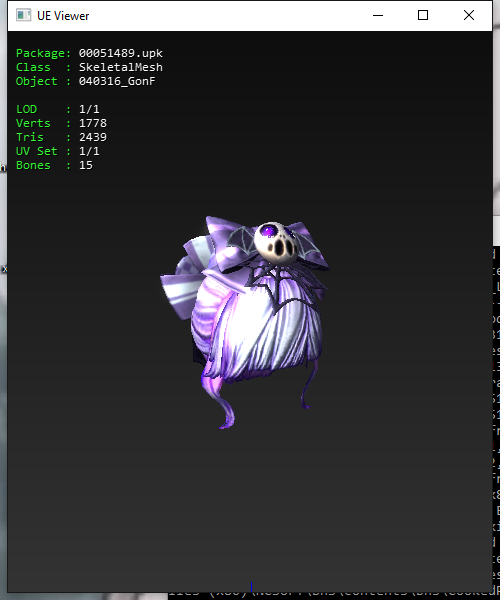 UE Viewer
Package: 00051489.upk
Class : SkeletalMesh
Object : 040316_GonF
LOD : 1/1
Verts : 1778
Tris : 2439
UV Set : 1/1
Bones : 15